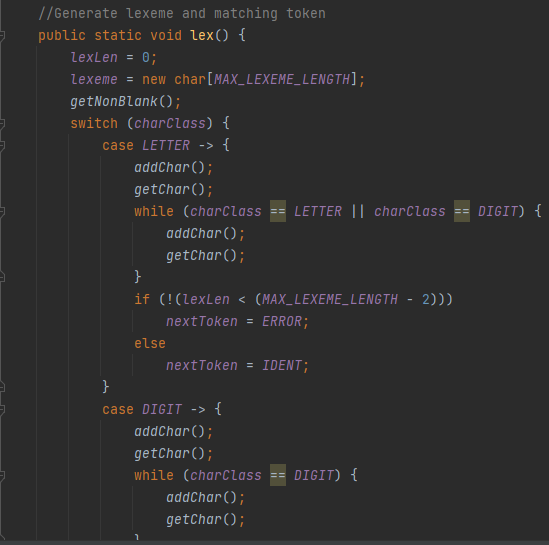 //Generate lexeme and matching token
public static void lex() {
    lexLen = 0;
    lexeme = new char[MAX_LEXEME_LENGTH];
    getNonBlank();
    switch (charClass) {
        case LETTER -> {
            addChar();
            getChar();
            while (charClass == LETTER || charClass == DIGIT) {
                addChar();
                getChar();
            }
            if (!(lexLen < (MAX_LEXEME_LENGTH - 2)))
                nextToken = ERROR;
            else
                nextToken = IDENT;
        }
        case DIGIT -> {
            addChar();
            getChar();
            while (charClass == DIGIT) {
                addChar();
                getChar();
            }